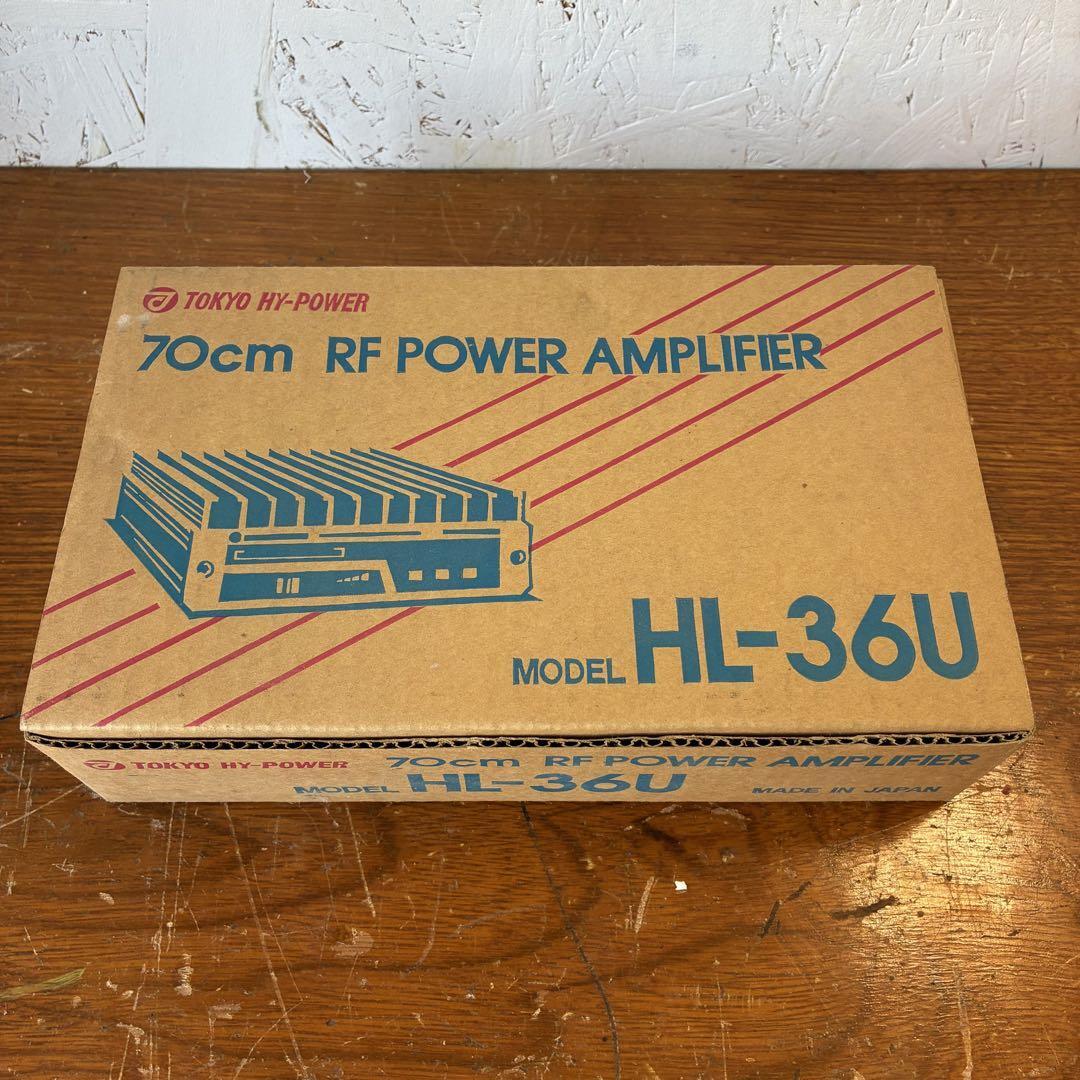 TOKYO HY-POWER
70cm RF POWER AMPLIFIER
MODEL HL-36U
TOKYO HY-POWER 70cm RF POWER AMPLIFIER
MODEL HL-36U MADE IN JAPAN